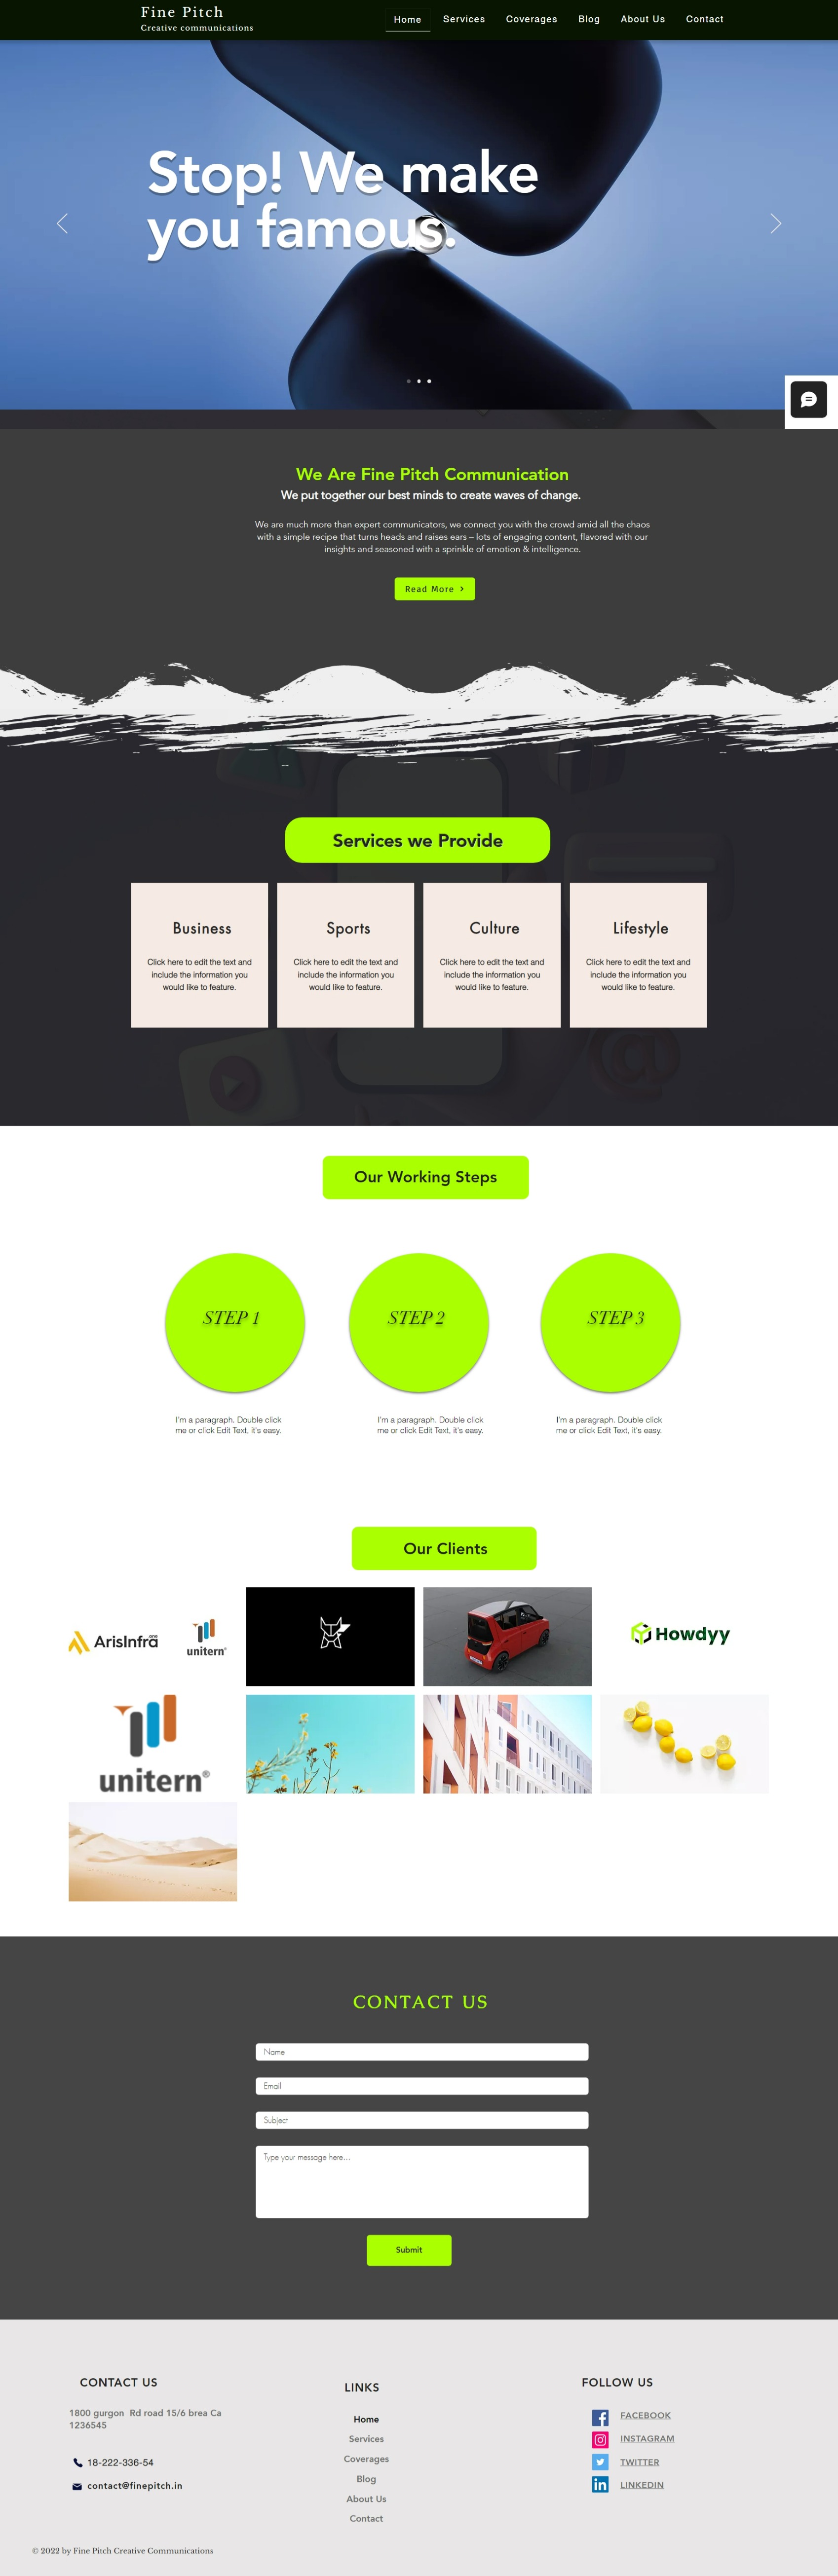 Fine Pitch
Creative communications
Home
Services
Coverages
Blog
About Us
Contact
Stop! We make
you famous.
We Are Fine Pitch Communication
We put together our best minds to create waves of change.
We are much more than expert communicators, we connect you with the crowd amid all the chaos
with a simple recipe that turns heads and raises ears – lots of engaging content, flavored with our
insights and seasoned with a sprinkle of emotion & intelligence.
Read More >
Services we Provide
Business
Click here to edit the text and
include the information you
would like to feature.
Sports
Click here to edit the text and
include the information you
would like to feature.
Culture
Click here to edit the text and
include the information you
would like to feature.
Lifestyle
Click here to edit the text and
include the information you
would like to feature.
Our Working Steps
STEP 1
STEP 2
STEP 3
I'm a paragraph. Double click
me or click Edit Text, it's easy.
I'm a paragraph. Double click
me or click Edit Text, it's easy.
I'm a paragraph. Double click
me or click Edit Text, it's easy.
Our Clients
ArisInfra one
unitern®
Howdyy
unitern®
CONTACT US
Name
Email
Subject
Type your message here...
Submit
CONTACT US
1800 gurgon Rd road 15/6 brea Ca
1236545
18-222-336-54
contact@finepitch.in
LINKS
Home
Services
Coverages
Blog
About Us
Contact
FOLLOW US
FACEBOOK
INSTAGRAM
TWITTER
LINKEDIN
© 2022 by Fine Pitch Creative Communications